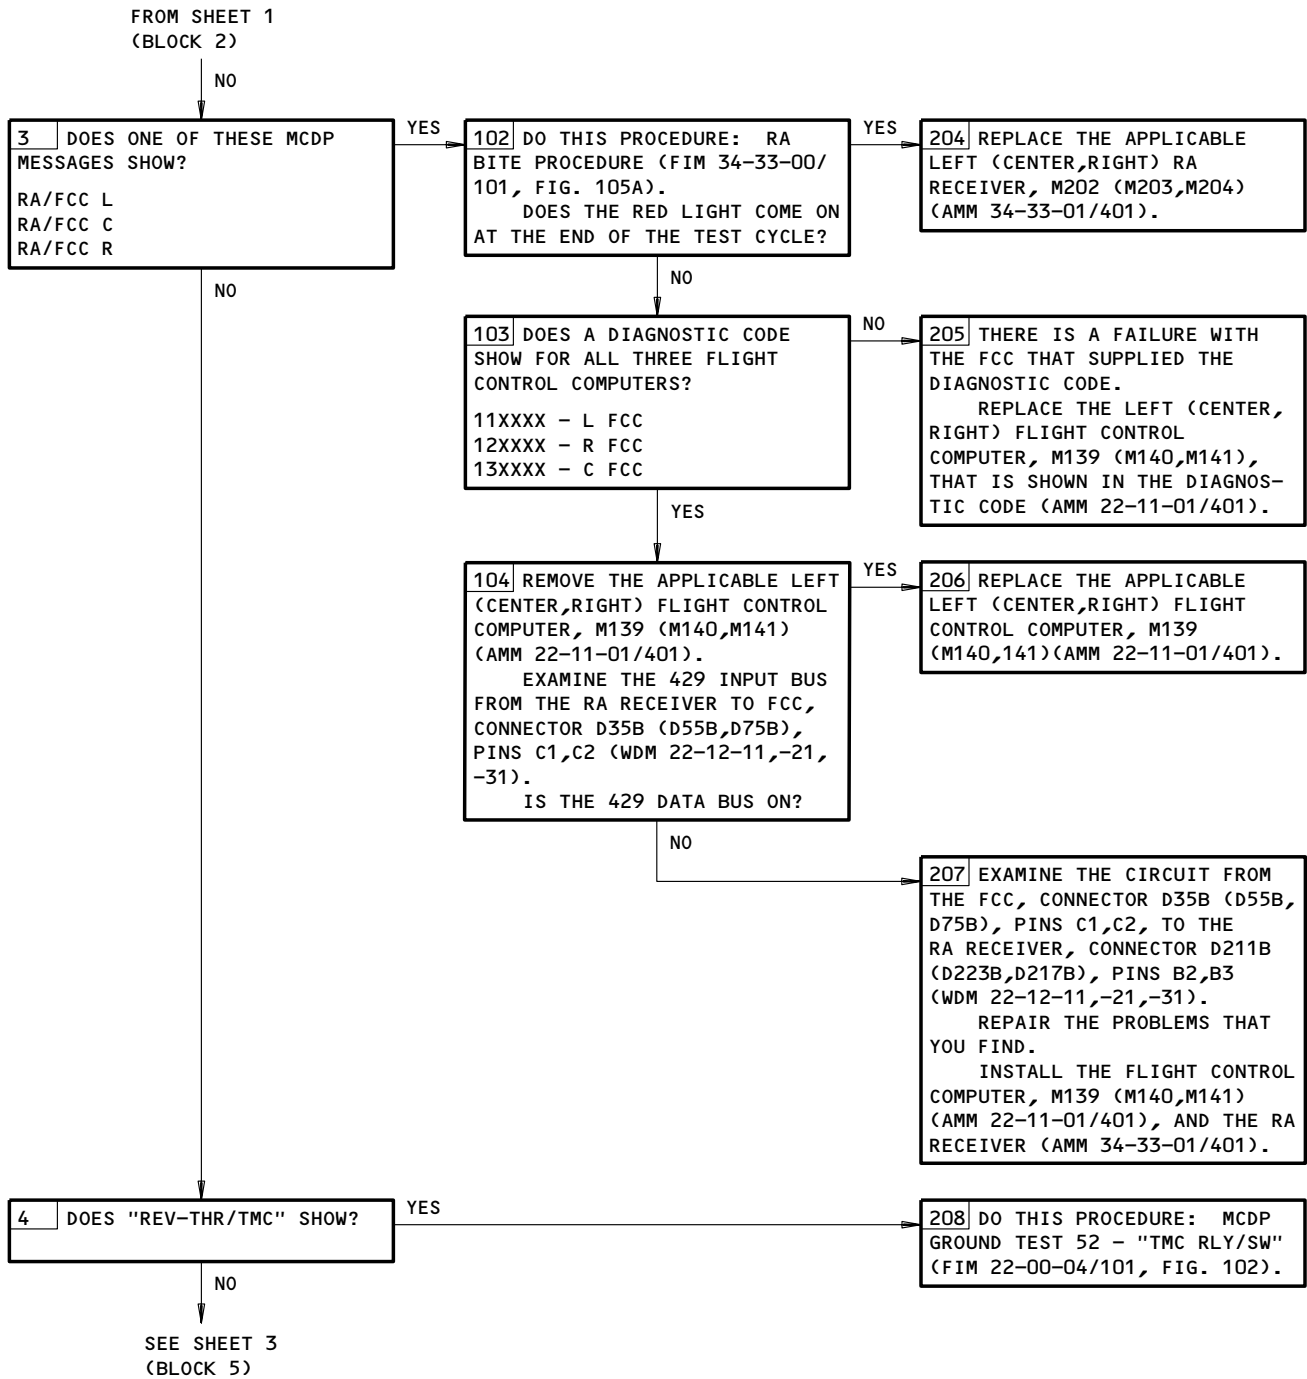 FROM SHEET 1
(BLOCK 2)
NO
3 DOES ONE OF THESE MCDP
MESSAGES SHOW?
RA/FCC L
RA/FCC C
RA/FCC R
YES
NO
102 DO THIS PROCEDURE: RA
BITE PROCEDURE (FIM 34-33-00/
101, FIG. 105A).
DOES THE RED LIGHT COME ON
AT THE END OF THE TEST CYCLE?
YES
NO
204 REPLACE THE APPLICABLE
LEFT (CENTER,RIGHT) RA
RECEIVER, M202 (M203,M204)
(AMM 34-33-01/401).
103 DOES A DIAGNOSTIC CODE
SHOW FOR ALL THREE FLIGHT
CONTROL COMPUTERS?
11XXXX - L FCC
12XXXX - R FCC
13XXXX - C FCC
NO
YES
205 THERE IS A FAILURE WITH
THE FCC THAT SUPPLIED THE
DIAGNOSTIC CODE.
REPLACE THE LEFT (CENTER,
RIGHT) FLIGHT CONTROL
COMPUTER, M139 (M140,M141),
THAT IS SHOWN IN THE DIAGNOS-
TIC CODE (AMM 22-11-01/401).
104 REMOVE THE APPLICABLE LEFT
(CENTER,RIGHT) FLIGHT CONTROL
COMPUTER, M139 (M140,M141)
(AMM 22-11-01/401).
EXAMINE THE 429 INPUT BUS
FROM THE RA RECEIVER TO FCC,
CONNECTOR D35B (D55B,D75B),
PINS C1,C2 (WDM 22-12-11,-21,
-31).
IS THE 429 DATA BUS ON?
YES
NO
206 REPLACE THE APPLICABLE
LEFT (CENTER,RIGHT) FLIGHT
CONTROL COMPUTER, M139
(M140,141)(AMM 22-11-01/401).
207 EXAMINE THE CIRCUIT FROM
THE FCC, CONNECTOR D35B (D55B,
D75B), PINS C1,C2, TO THE
RA RECEIVER, CONNECTOR D211B
(D223B,D217B), PINS B2,B3
(WDM 22-12-11,-21,-31).
REPAIR THE PROBLEMS THAT
YOU FIND.
INSTALL THE FLIGHT CONTROL
COMPUTER, M139 (M140,M141)
(AMM 22-11-01/401), AND THE RA
RECEIVER (AMM 34-33-01/401).
4 DOES "REV-THR/TMC" SHOW?
YES
NO
208 DO THIS PROCEDURE: MCDP
GROUND TEST 52 - "TMC RLY/SW"
(FIM 22-00-04/101, FIG. 102).
SEE SHEET 3
(BLOCK 5)